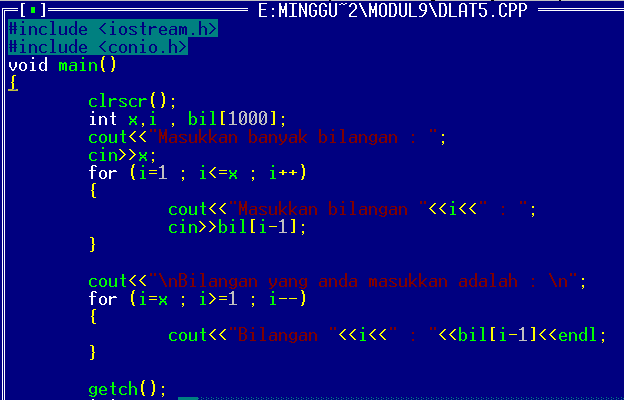 [■] E:MINGGU~2\MODUL9\DLAT5.CPP
#include <iostream.h>
#include <conio.h>
void main()
{
clrscr();
int x,i , bil[1000];
cout<<"Masukkan banyak bilangan : ";
cin>>x;
for (i=1 ; i<=x ; i++)
{
cout<<"Masukkan bilangan "<<i<<" : ";
cin>>bil[i-1];
}
cout<<"\nBilangan yang anda masukkan adalah : \n";
for (i=x ; i>=1 ; i--)
{
cout<<"Bilangan "<<i<<" : "<<bil[i-1]<<endl;
}
getch();